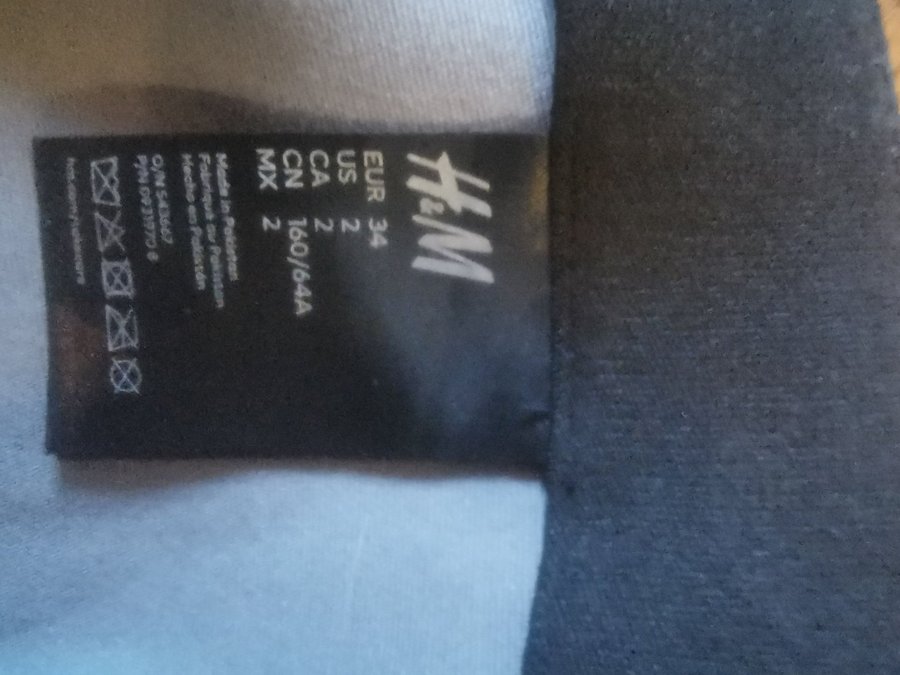 H&M
EUR 34
US 2
CA 2
CN 160/64A
MX 2
Made in Pakistan
Fabriqué au Pakistan
Hecho en Pakistán